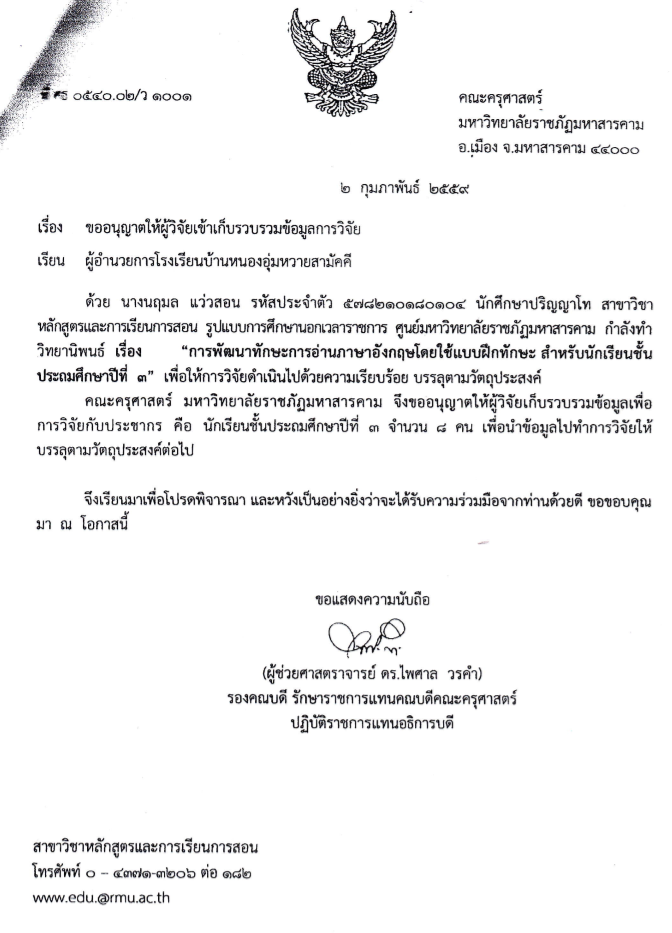 ศธ ๐๕๔๐.๐๒/ว ๑๐๐๑
คณะครุศาสตร์
มหาวิทยาลัยราชภัฏมหาสารคาม
อ.เมือง จ.มหาสารคาม ๔๔๐๐๐
๒ กุมภาพันธ์ ๒๕๕๙
เรื่อง ขออนุญาตให้ผู้วิจัยเข้าเก็บรวบรวมข้อมูลการวิจัย
เรียน ผู้อำนวยการโรงเรียนบ้านหนองอุ่มหวายสามัคคี
ด้วย นางนฤมล แว่วสอน รหัสประจำตัว ๕๗๘๒๑๐๑๘๐๑๐๔ นักศึกษาปริญญาโท สาขาวิชา
หลักสูตรและการเรียนการสอน รูปแบบการศึกษานอกเวลาราชการ ศูนย์มหาวิทยาลัยราชภัฏมหาสารคาม กำลังทำ
วิทยานิพนธ์ เรื่อง "การพัฒนาทักษะการอ่านภาษาอังกฤษโดยใช้แบบฝึกทักษะ สำหรับนักเรียนชั้น
ประถมศึกษาปีที่ ๓" เพื่อให้การวิจัยดำเนินไปด้วยความเรียบร้อย บรรลุตามวัตถุประสงค์
คณะครุศาสตร์ มหาวิทยาลัยราชภัฏมหาสารคาม จึงขออนุญาตให้ผู้วิจัยเก็บรวบรวมข้อมูลเพื่อ
การวิจัยกับประชากร คือ นักเรียนชั้นประถมศึกษาปีที่ ๓ จำนวน ๘ คน เพื่อนำข้อมูลไปทำการวิจัยให้
บรรลุตามวัตถุประสงค์ต่อไป
จึงเรียนมาเพื่อโปรดพิจารณา และหวังเป็นอย่างยิ่งว่าจะได้รับความร่วมมือจากท่านด้วยดี ขอขอบคุณ
มา ณ โอกาสนี้
ขอแสดงความนับถือ
(ผู้ช่วยศาสตราจารย์ ดร.ไพศาล วรคำ)
รองคณบดี รักษาราชการแทนคณบดีคณะครุศาสตร์
ปฏิบัติราชการแทนอธิการบดี
สาขาวิชาหลักสูตรและการเรียนการสอน
โทรศัพท์ ๐ – ๔๓๗๑-๓๒๐๖ ต่อ ๑๘๒
www.edu.@rmu.ac.th